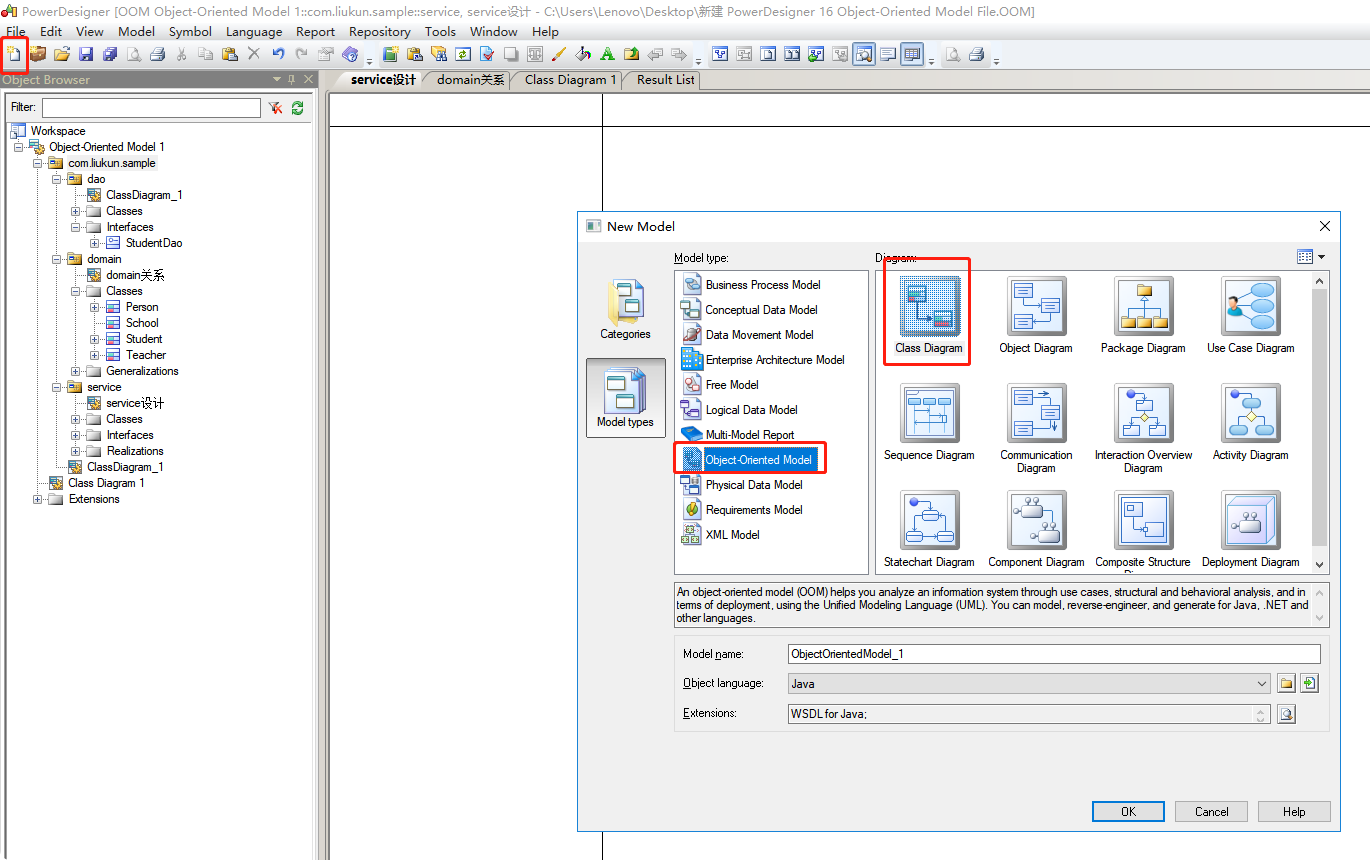 PowerDesigner [OOM Object-Oriented Model 1::com.liukun.sample::service, service设计 - C:\Users\Lenovo\Desktop\新建 PowerDesigner 16 Object-Oriented Model File.OOM]
File Edit View Model Symbol Language Report Repository Tools Window Help
Object Browser
service设计 domain关系 Class Diagram 1 Result List
Filter:
Workspace
Object-Oriented Model 1
com.liukun.sample
dao
ClassDiagram_1
Classes
Interfaces
StudentDao
domain
domain关系
Classes
Person
School
Student
Teacher
Generalizations
service
service设计
Classes
Interfaces
Realizations
ClassDiagram_1
Class Diagram 1
Extensions
New Model
Categories
Model types
Model type:
Business Process Model
Conceptual Data Model
Data Movement Model
Enterprise Architecture Model
Free Model
Logical Data Model
Multi-Model Report
Object-Oriented Model
Physical Data Model
Requirements Model
XML Model
Diagram:
Class Diagram Object Diagram Package Diagram Use Case Diagram
Sequence Diagram Communication Interaction Overview Activity Diagram
Diagram Diagram
Statechart Diagram Component Diagram Composite Structure Deployment Diagram
An object-oriented model (OOM) helps you analyze an information system through use cases, structural and behavioral analysis, and in
terms of deployment, using the Unified Modeling Language (UML). You can model, reverse-engineer, and generate for Java, .NET and
other languages.
Model name: ObjectOrientedModel_1
Object language: Java
Extensions: WSDL for Java;
OK Cancel Help